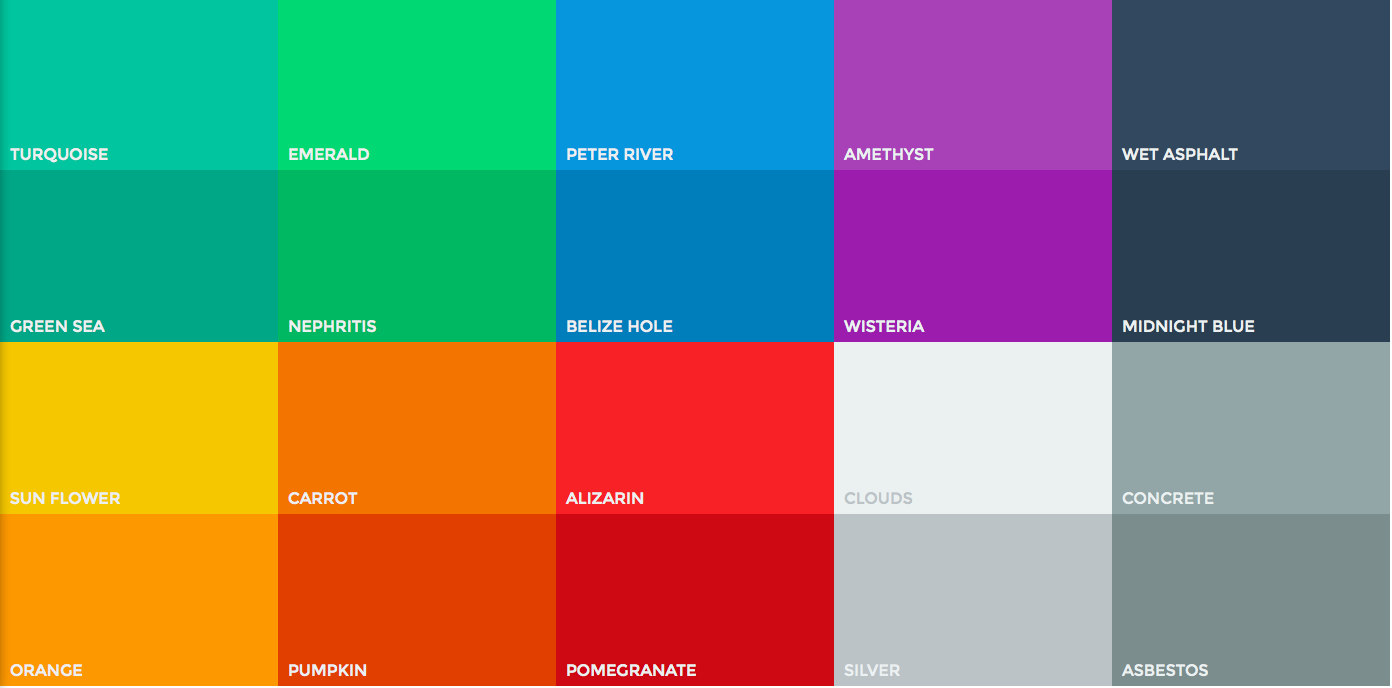 TURQUOISE
EMERALD
PETER RIVER
AMETHYST
WET ASPHALT
GREEN SEA
NEPHRITIS
BELIZE HOLE
WISTERIA
MIDNIGHT BLUE
SUN FLOWER
CARROT
ALIZARIN
CLOUDS
CONCRETE
ORANGE
PUMPKIN
POMEGRANATE
SILVER
ASBESTOS